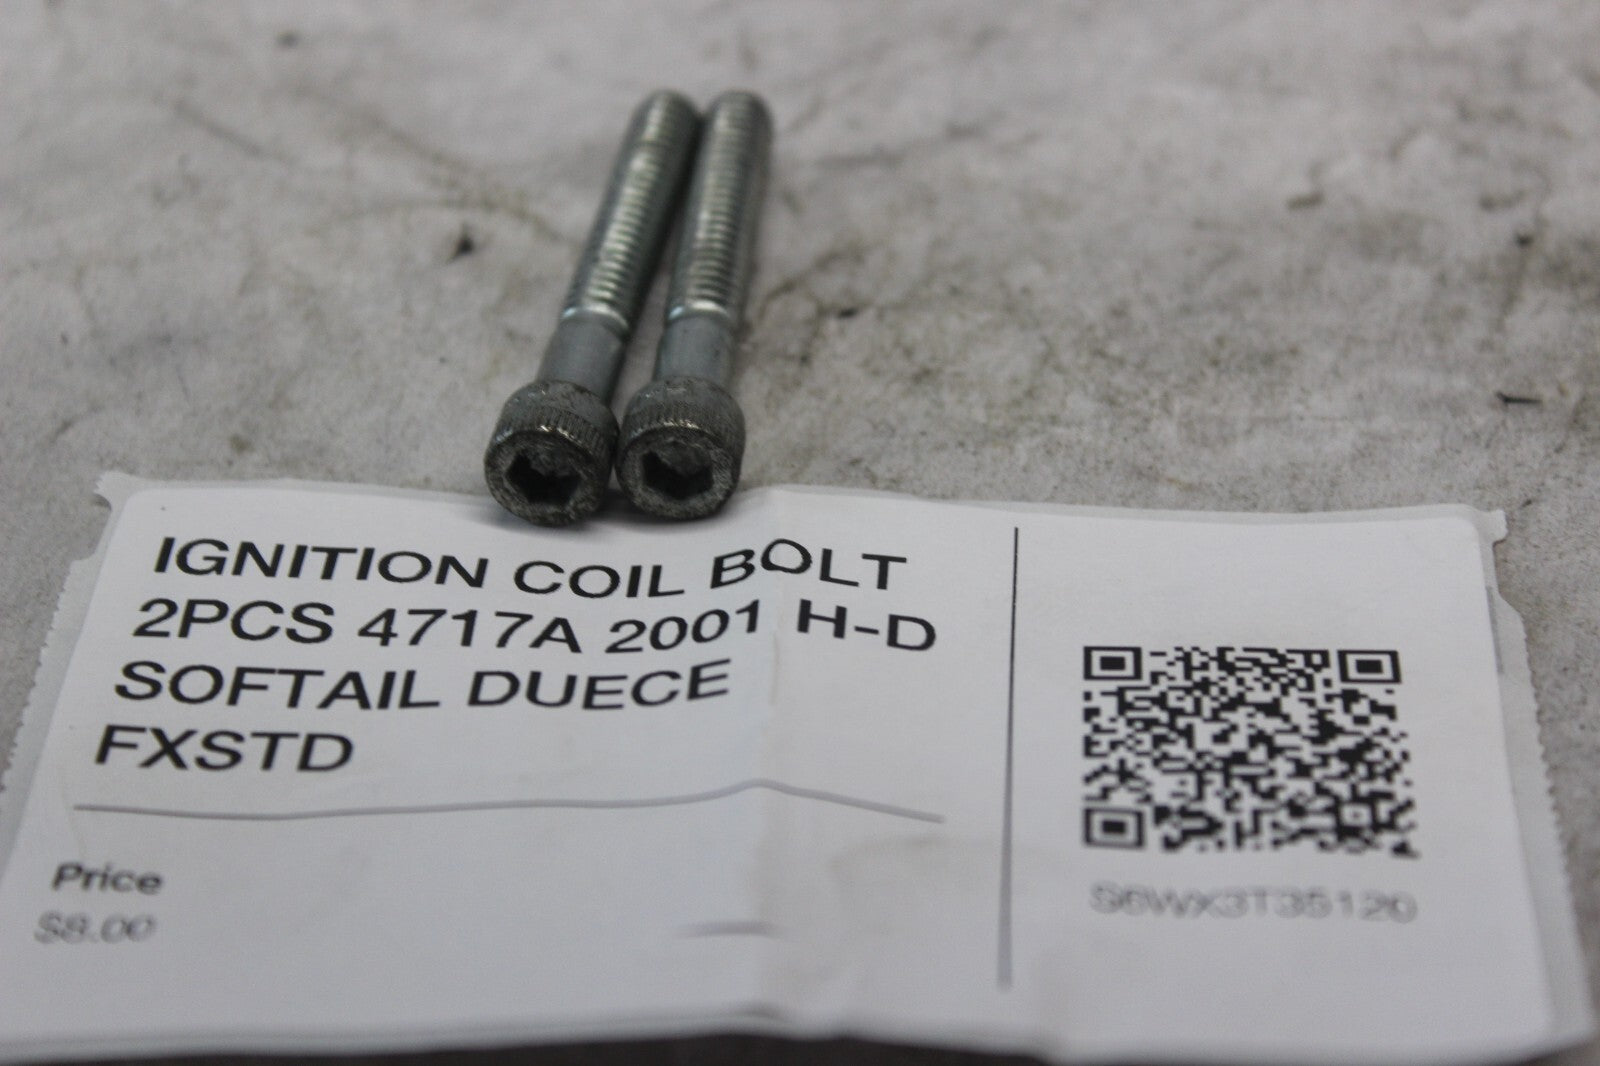 IGNITION COIL BOLT
2PCS 4717A 2001 H-D
SOFTAIL DUECE
FXSTD
Price
$8.00
S6WX3T35120